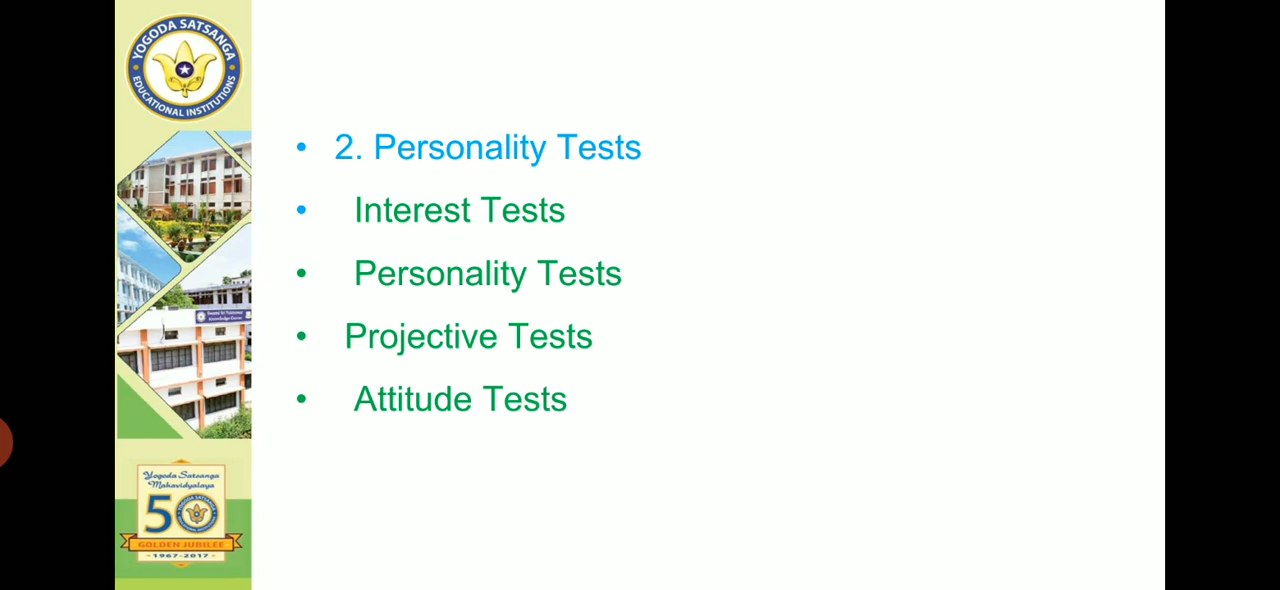 YOGODA SATSANGA
EDUCATIONAL INSTITUTIONS
• 2. Personality Tests
• Interest Tests
• Personality Tests
• Projective Tests
• Attitude Tests
Yogoda Satsanga
Mahavidyalaya
50
GOLDEN JUBILEE
-1967-2017-